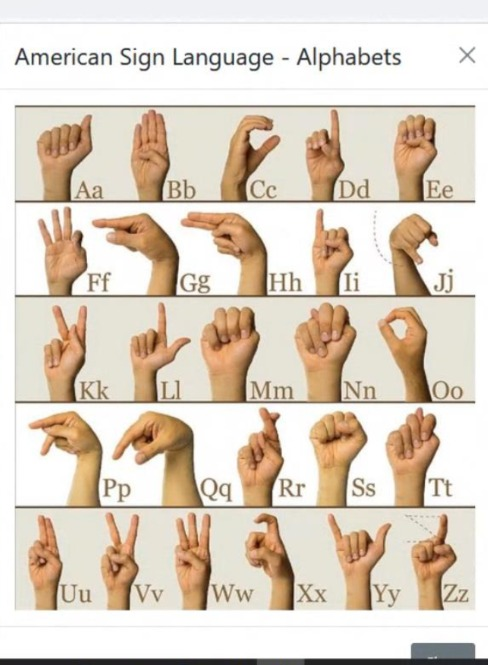 American Sign Language - Alphabets ×
Aa Bb Cc Dd Ee
Ff Gg Hh Ii Jj
Kk Ll Mm Nn Oo
Pp Qq Rr Ss Tt
Uu Vv Ww Xx Yy Zz